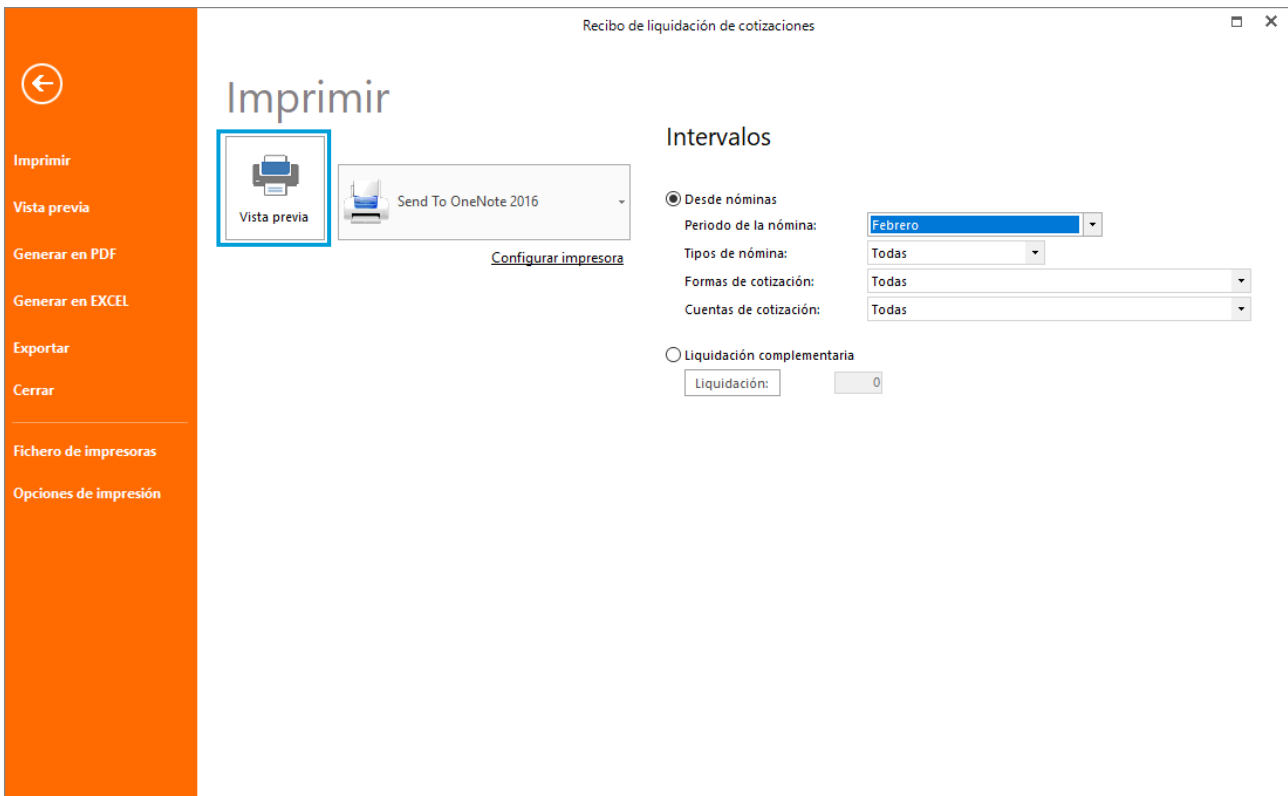 Recibo de liquidación de cotizaciones
Imprimir
Vista previa
Generar en PDF
Generar en EXCEL
Exportar
Cerrar
Fichero de impresoras
Opciones de impresión
Imprimir
Vista previa
Send To OneNote 2016
Configurar impresora
Intervalos
Desde nóminas
Periodo de la nómina: Febrero
Tipos de nómina: Todas
Formas de cotización: Todas
Cuentas de cotización: Todas
Liquidación complementaria
Liquidación: 0